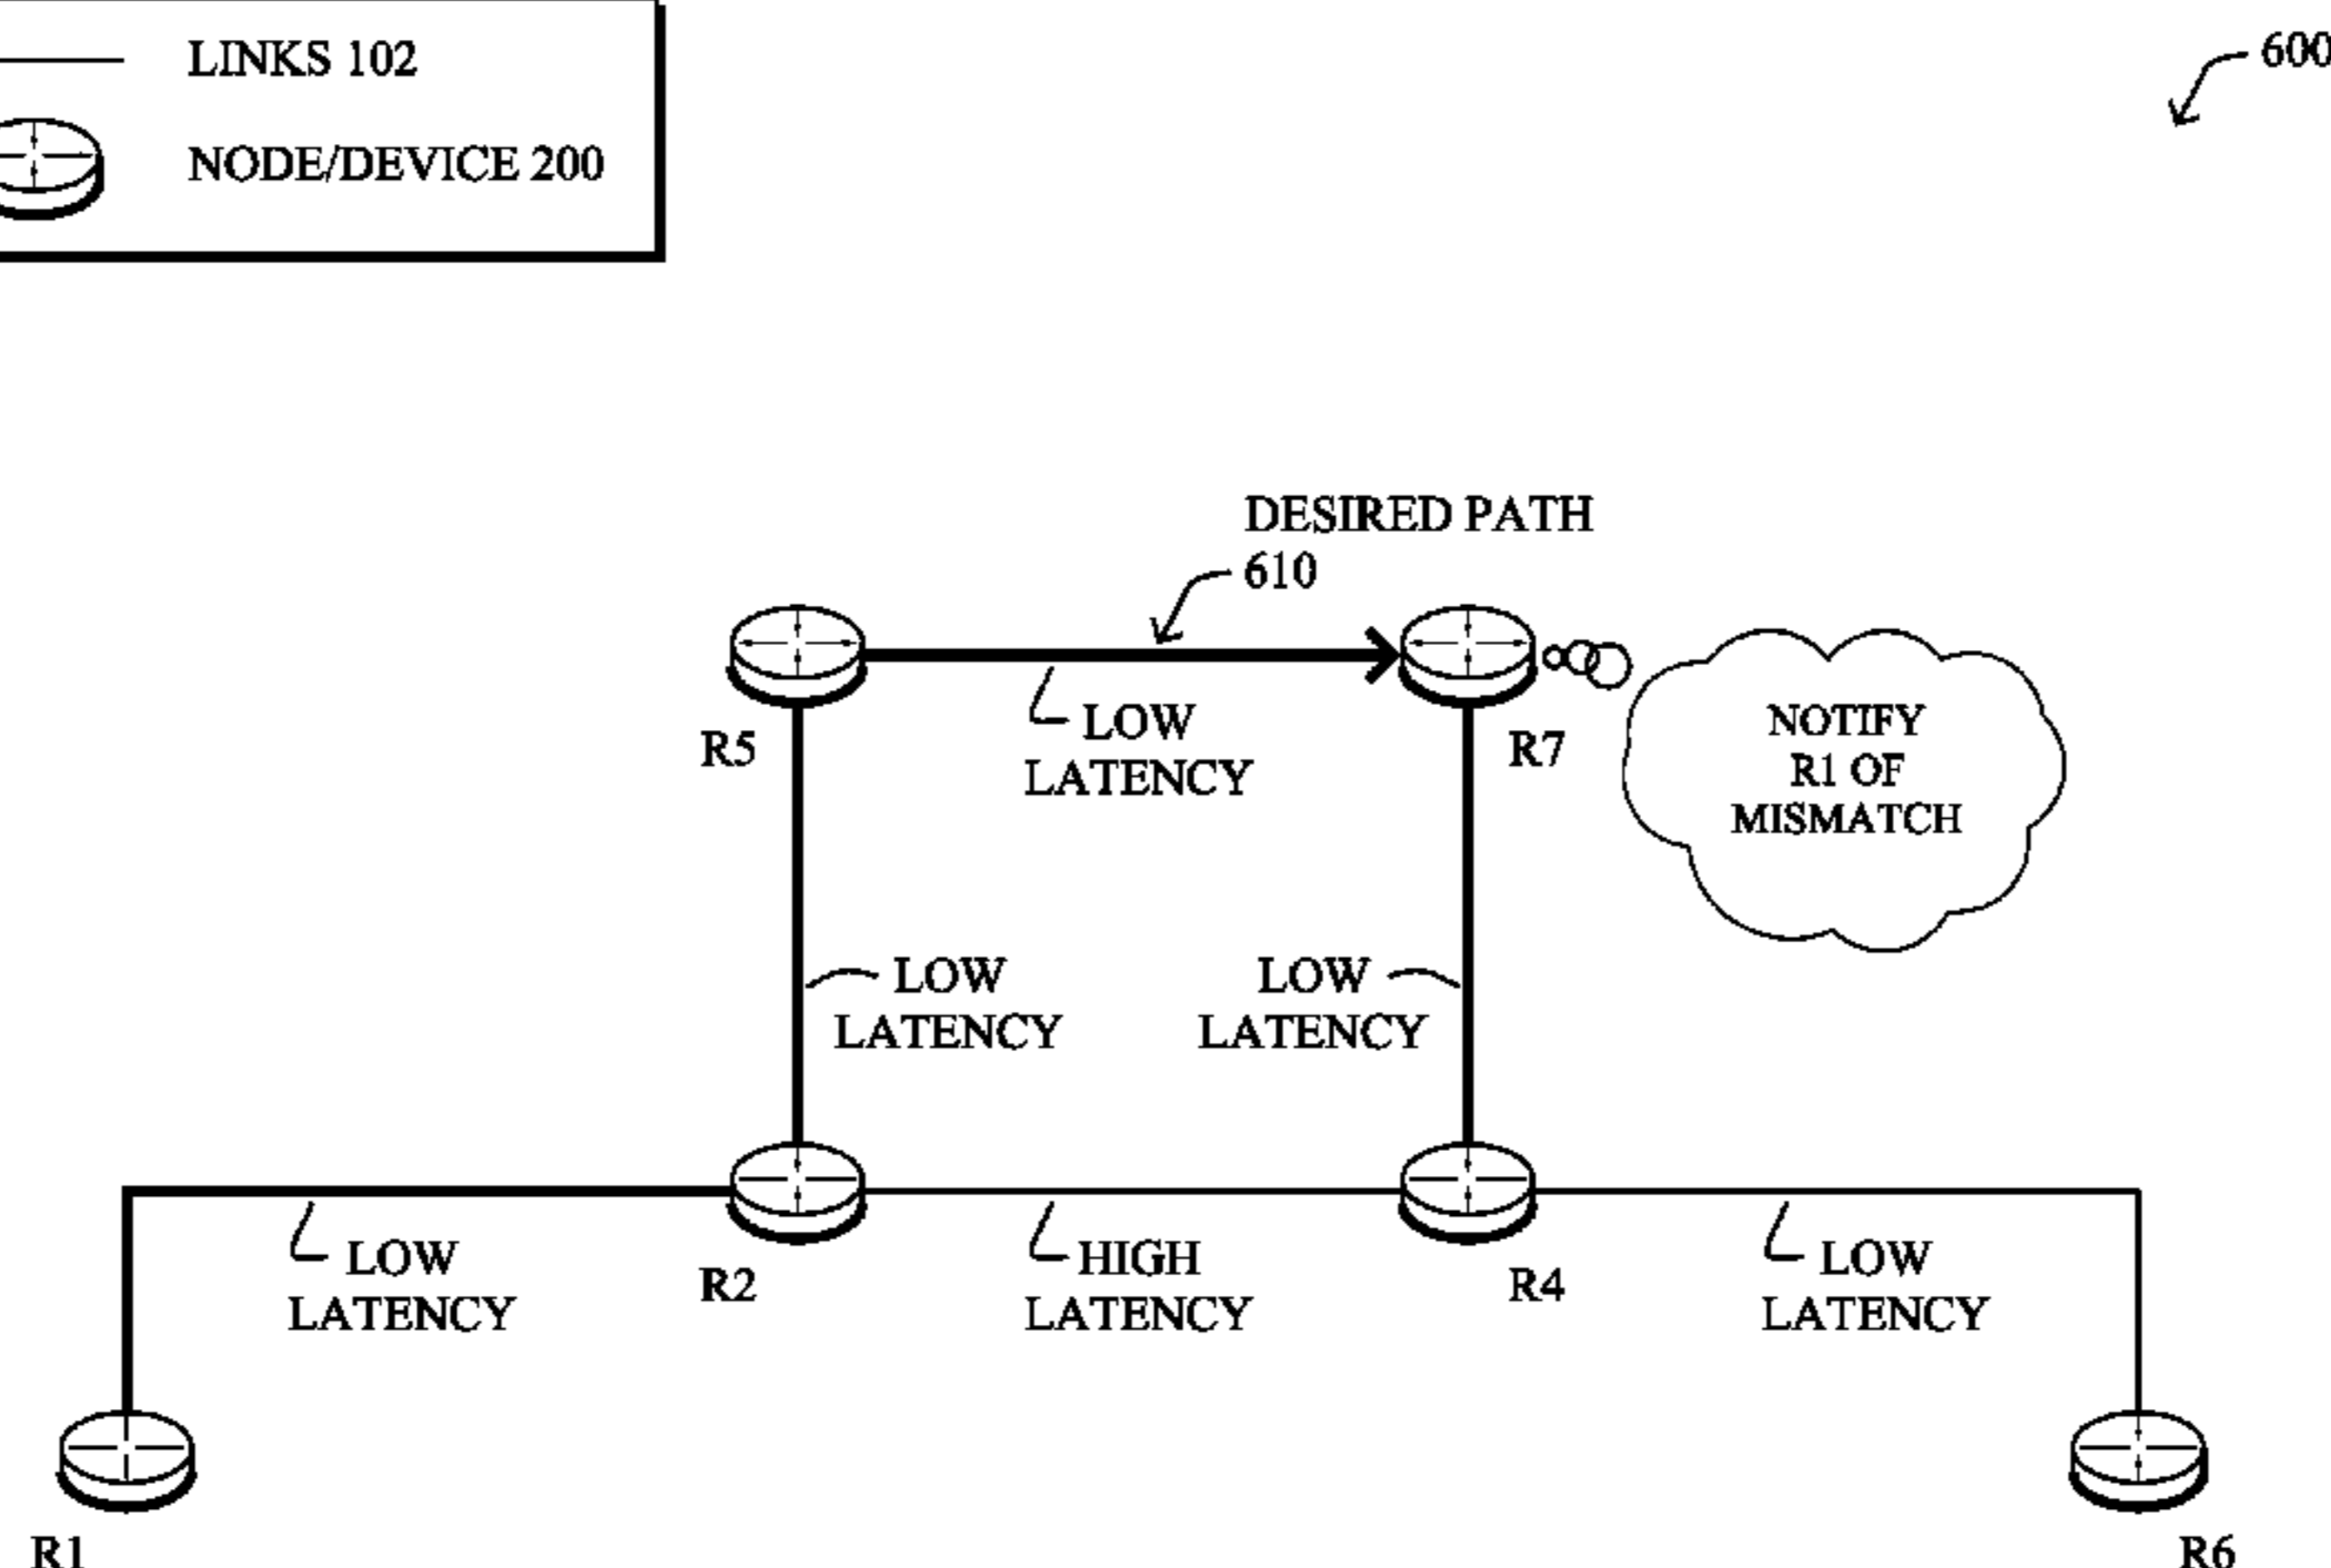 LINKS 102
600
NODE/DEVICE 200
DESIRED PATH
610
R5
LOW
LATENCY
R7
NOTIFY
R1 OF
MISMATCH
LOW
LATENCY
LOW
LATENCY
LOW
LATENCY
R2
HIGH
LATENCY
R4
LOW
LATENCY
R1
R6